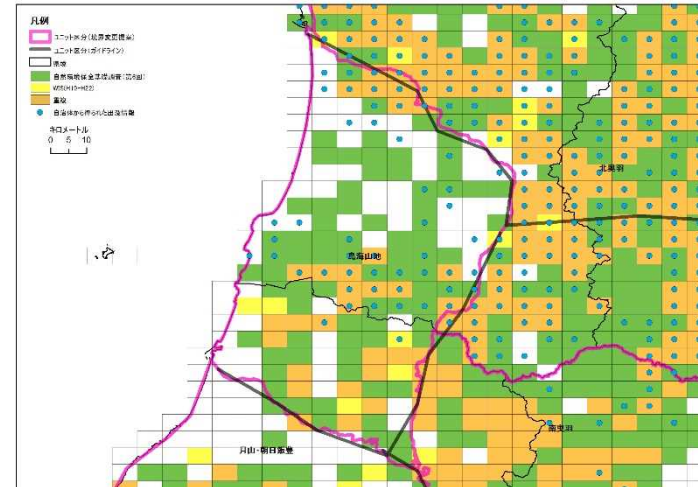 凡例
ユニット区分(境界変更提案)
ユニット区分(ガイドライン)
県境
自然環境保全基礎調査(第6回)
WIS(H19-H22)
重複
自治体から得られた出没情報
キロメートル
0 5 10
北奥羽
鳥海山地
南奥羽
月山・朝日飯豊